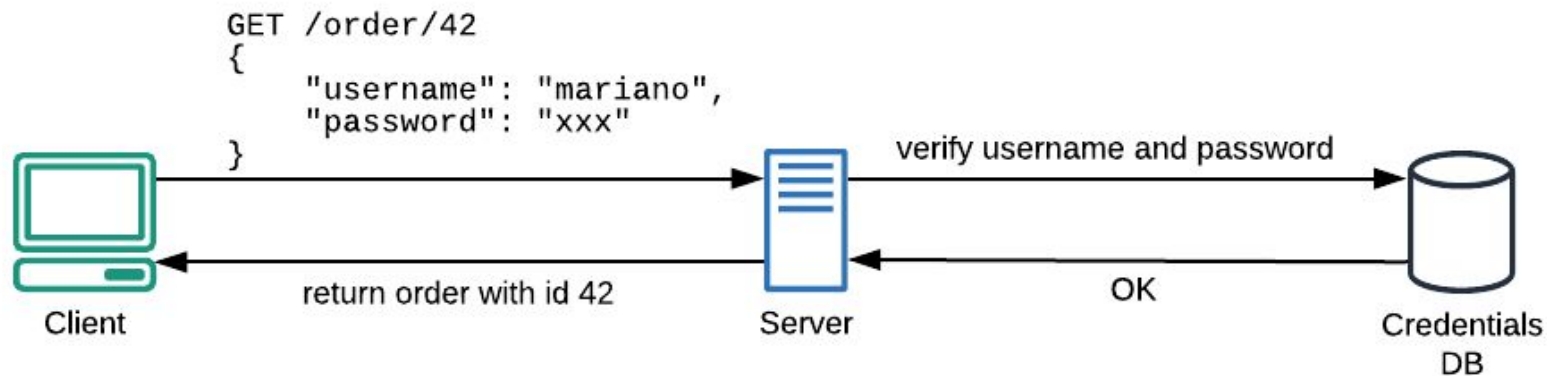 GET /order/42
{
    "username": "mariano",
    "password": "xxx"
}
verify username and password
return order with id 42
OK
Client
Server
Credentials
DB